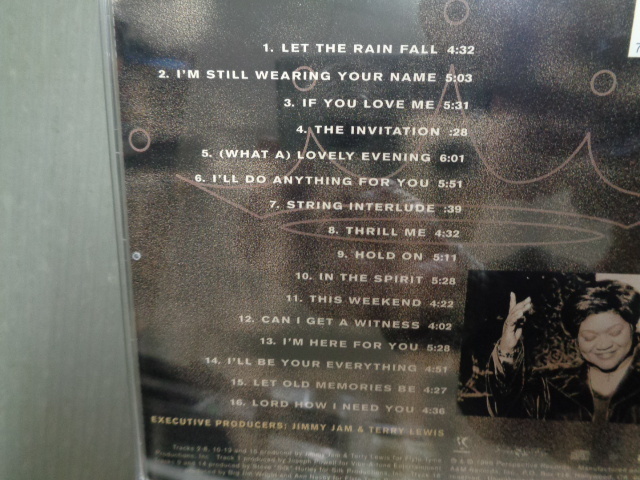 1. LET THE RAIN FALL 4:32
2. I'M STILL WEARING YOUR NAME 5:03
3. IF YOU LOVE ME 5:31
4. THE INVITATION :28
5. (WHAT A) LOVELY EVENING 6:01
6. I'LL DO ANYTHING FOR YOU 5:51
7. STRING INTERLUDE :39
8. THRILL ME 4:32
9. HOLD ON 5:11
10. IN THE SPIRIT 5:28
11. THIS WEEKEND 4:22
12. CAN I GET A WITNESS 4:02
13. I'M HERE FOR YOU 5:28
14. I'LL BE YOUR EVERYTHING 4:51
15. LET OLD MEMORIES BE 4:27
16. LORD HOW I NEED YOU 4:36
EXECUTIVE PRODUCERS: JIMMY JAM & TERRY LEWIS